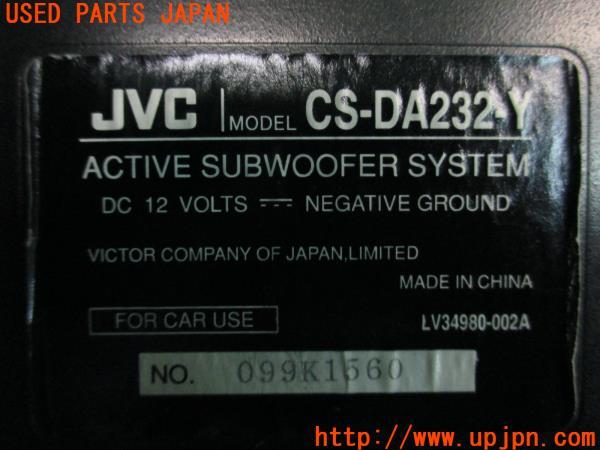 USED PARTS JAPAN
JVC MODEL CS-DA232-Y
ACTIVE SUBWOOFER SYSTEM
DC 12 VOLTS ⎓ NEGATIVE GROUND
VICTOR COMPANY OF JAPAN,LIMITED
MADE IN CHINA
FOR CAR USE LV34980-002A
NO. 099K1560
http://www.upjpn.com